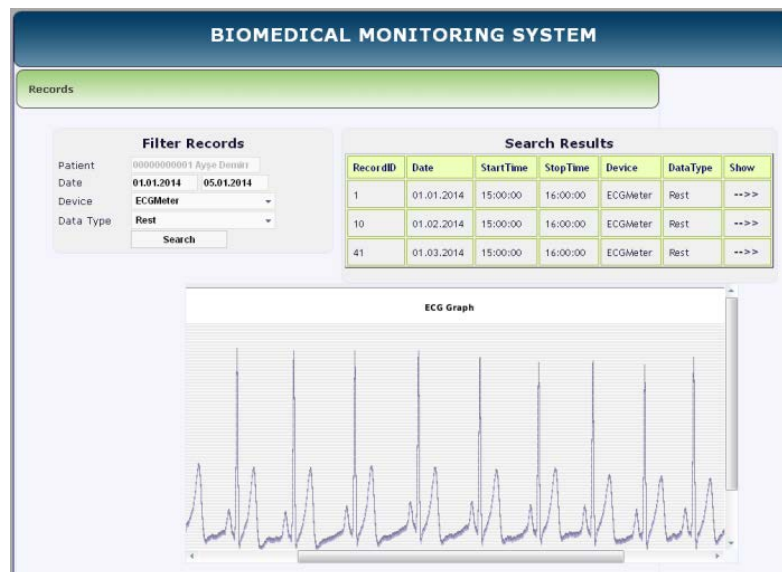 BIOMEDICAL MONITORING SYSTEM
Records
Filter Records
Patient 00000000001 Ayşe Demir
Date 01.01.2014 05.01.2014
Device ECGMeter
Data Type Rest
Search
Search Results
RecordID Date StartTime StopTime Device DataType Show
1 01.01.2014 15:00:00 16:00:00 ECGMeter Rest -->>
10 01.02.2014 15:00:00 16:00:00 ECGMeter Rest -->>
41 01.03.2014 15:00:00 16:00:00 ECGMeter Rest -->>
ECG Graph